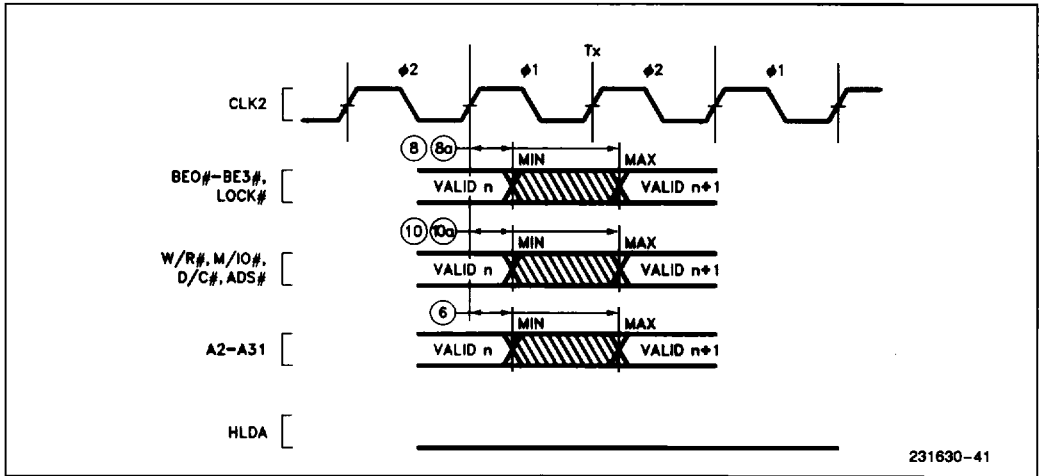 Tx
φ2 φ1 φ2 φ1
CLK2
8 8a
MIN MAX
BE0#-BE3#,
LOCK#
VALID n VALID n+1
10 10a
MIN MAX
W/R#, M/IO#,
D/C#, ADS#
VALID n VALID n+1
6
MIN MAX
A2-A31
VALID n VALID n+1
HLDA
231630-41